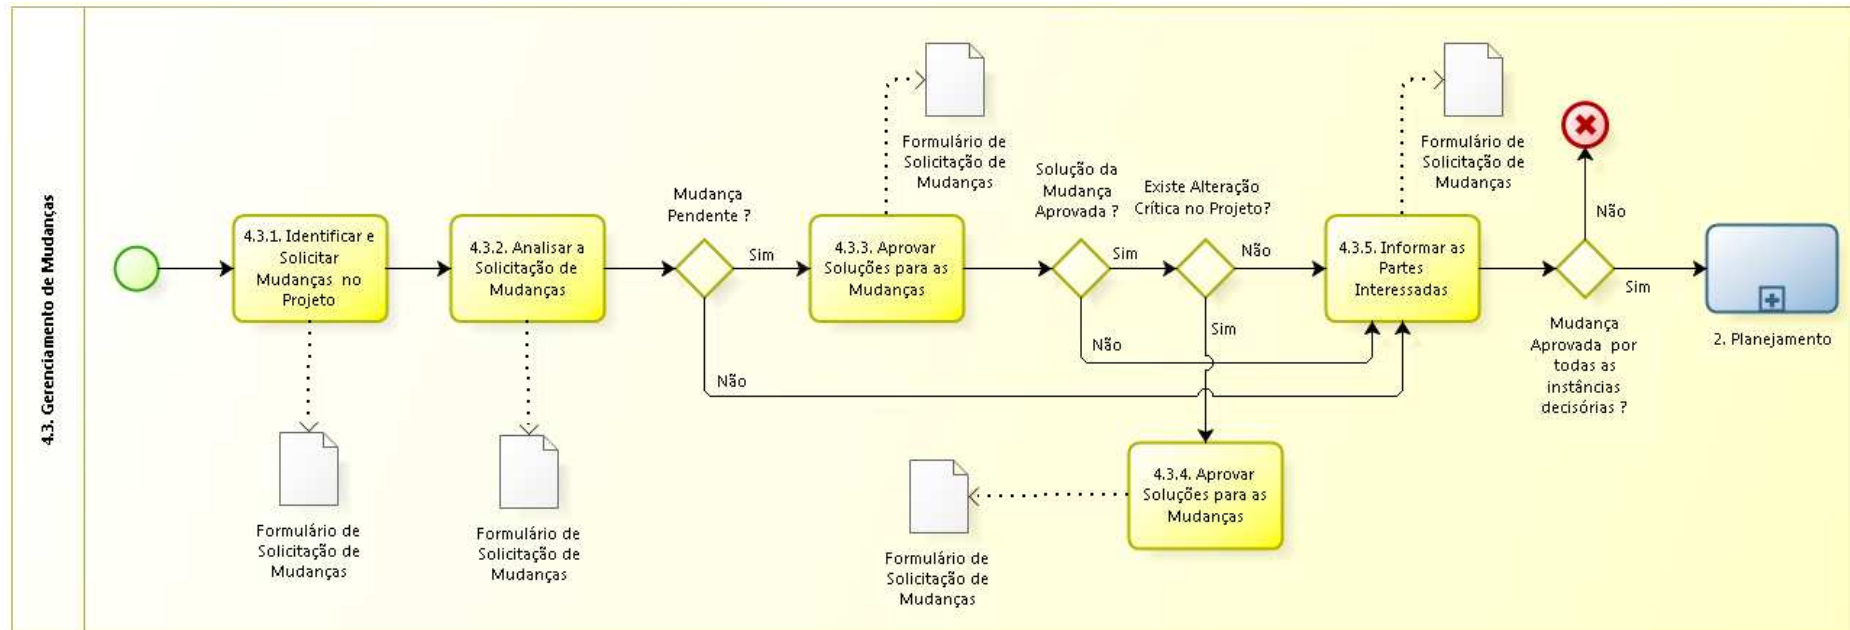 4.3. Gerenciamento de Mudanças
4.3.1. Identificar e
Solicitar
Mudanças no
Projeto
Formulário de
Solicitação de
Mudanças
4.3.2. Analisar a
Solicitação de
Mudanças
Formulário de
Solicitação de
Mudanças
Mudança
Pendente ?
Sim
Não
4.3.3. Aprovar
Soluções para as
Mudanças
Formulário de
Solicitação de
Mudanças
Solução da
Mudança
Aprovada ?
Sim
Não
Existe Alteração
Crítica no Projeto?
Não
Sim
4.3.4. Aprovar
Soluções para as
Mudanças
Formulário de
Solicitação de
Mudanças
4.3.5. Informar as
Partes
Interessadas
Formulário de
Solicitação de
Mudanças
Não
Sim
Mudança
Aprovada por
todas as
instâncias
decisórias ?
2. Planejamento